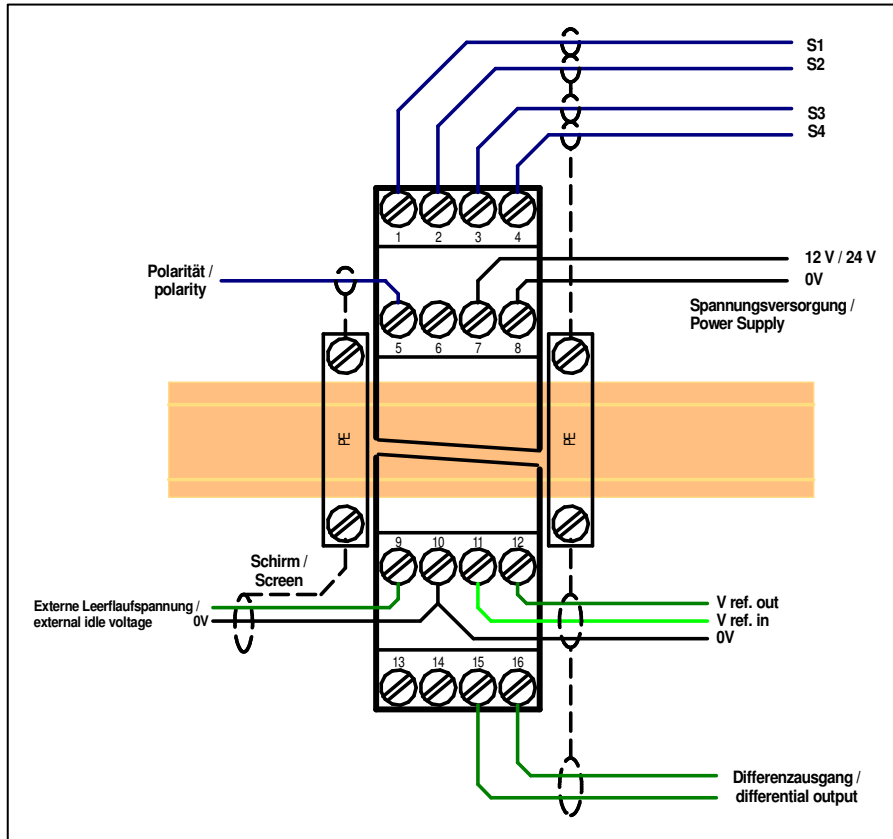 S1
S2
S3
S4
1 2 3 4
12 V / 24 V
0V
Polarität /
polarity
Spannungsversorgung /
Power Supply
5 6 7 8
PE
PE
9 10 11 12
Schirm /
Screen
Externe Leerflaufspannung /
external idle voltage
0V
V ref. out
V ref. in
0V
13 14 15 16
Differenzausgang /
differential output